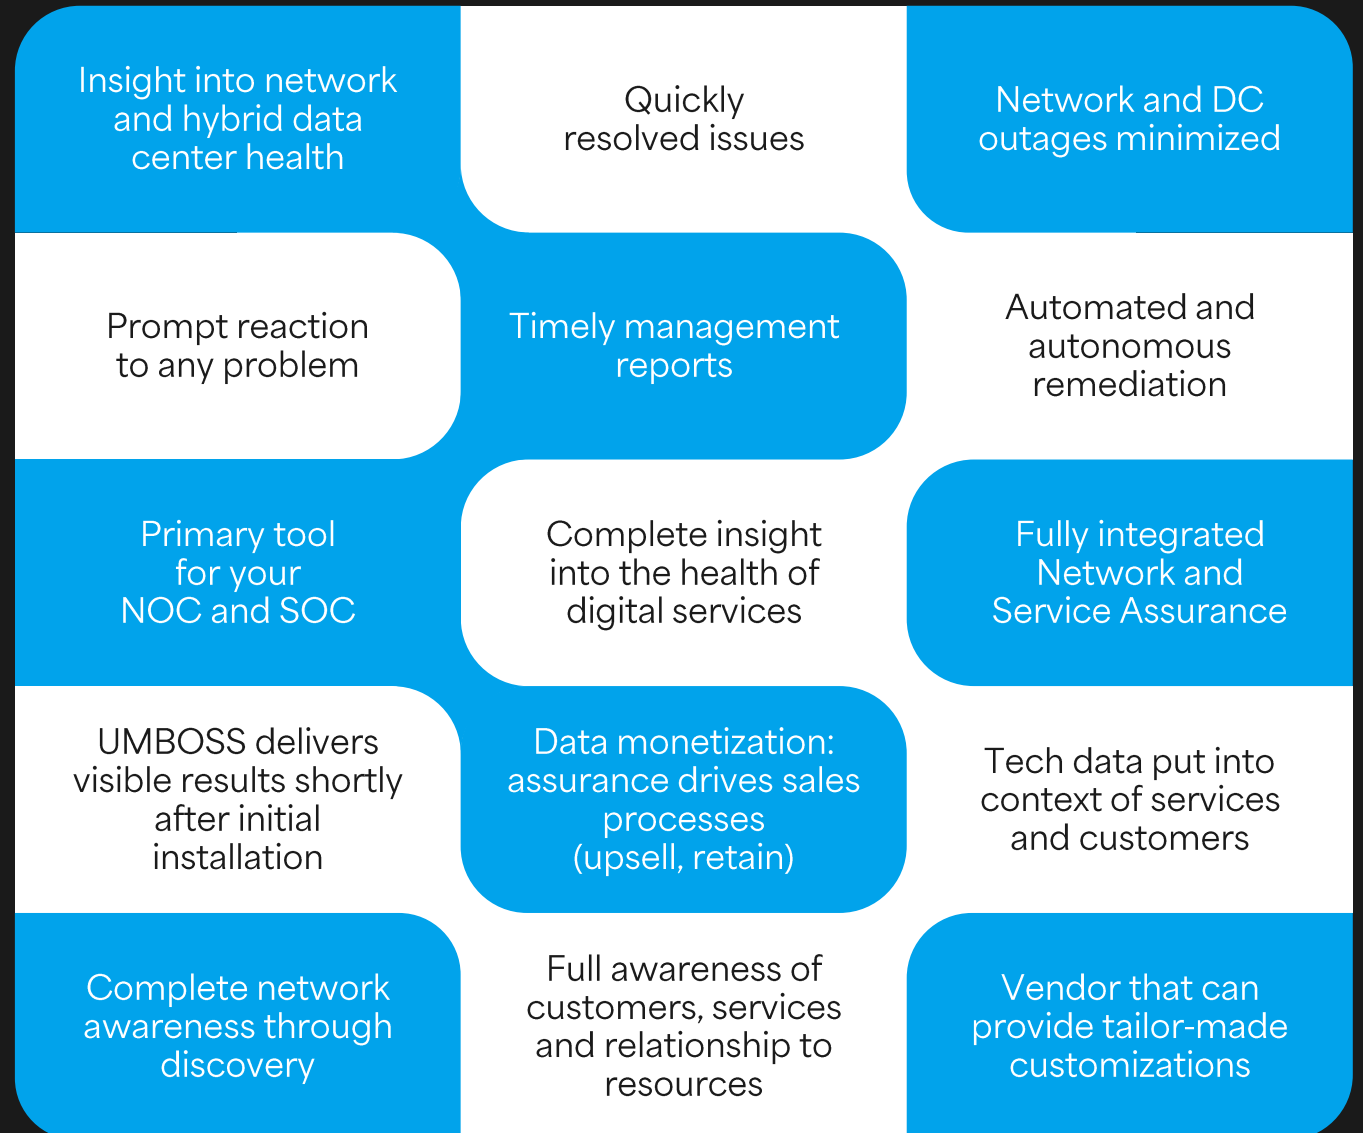 Insight into network
and hybrid data
center health
Quickly
resolved issues
Network and DC
outages minimized
Prompt reaction
to any problem
Timely management
reports
Automated and
autonomous
remediation
Primary tool
for your
NOC and SOC
Complete insight
into the health of
digital services
Fully integrated
Network and
Service Assurance
UMBOSS delivers
visible results shortly
after initial
installation
Data monetization:
assurance drives sales
processes
(upsell, retain)
Tech data put into
context of services
and customers
Complete network
awareness through
discovery
Full awareness of
customers, services
and relationship to
resources
Vendor that can
provide tailor-made
customizations